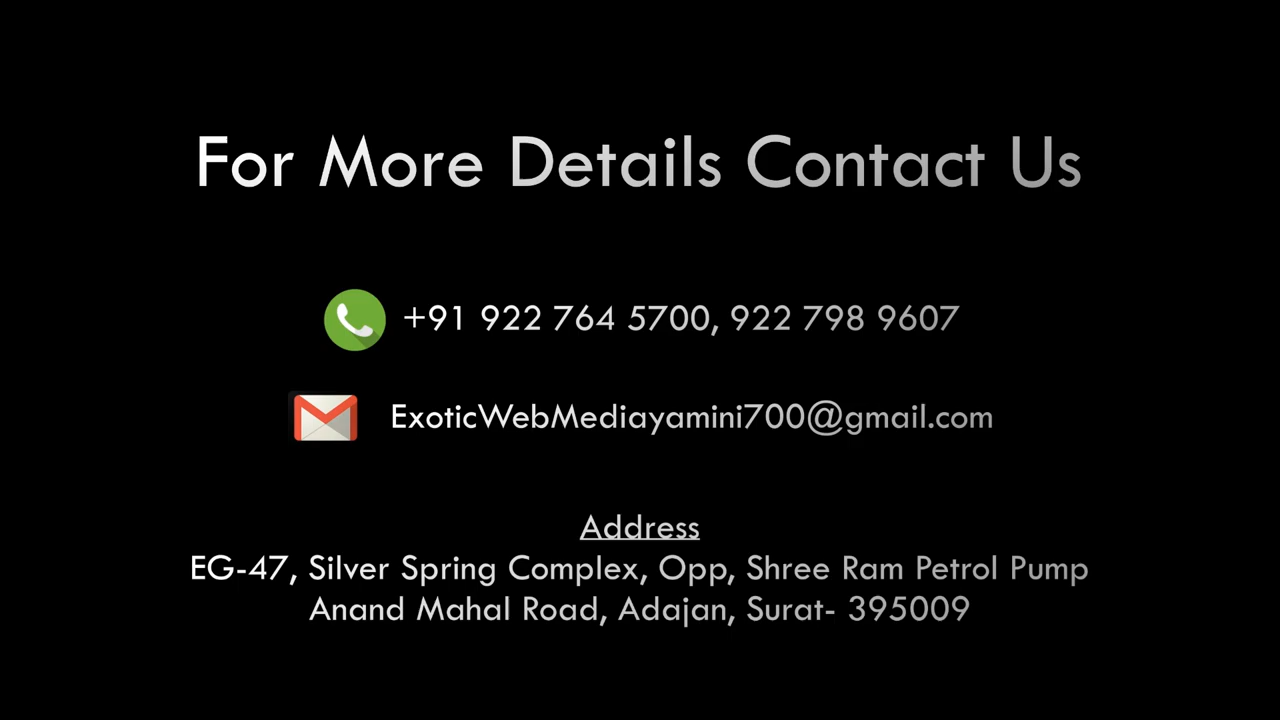 For More Details Contact Us
+91 922 764 5700, 922 798 9607
ExoticWebMediayamini700@gmail.com
Address
EG-47, Silver Spring Complex, Opp, Shree Ram Petrol Pump
Anand Mahal Road, Adajan, Surat- 395009